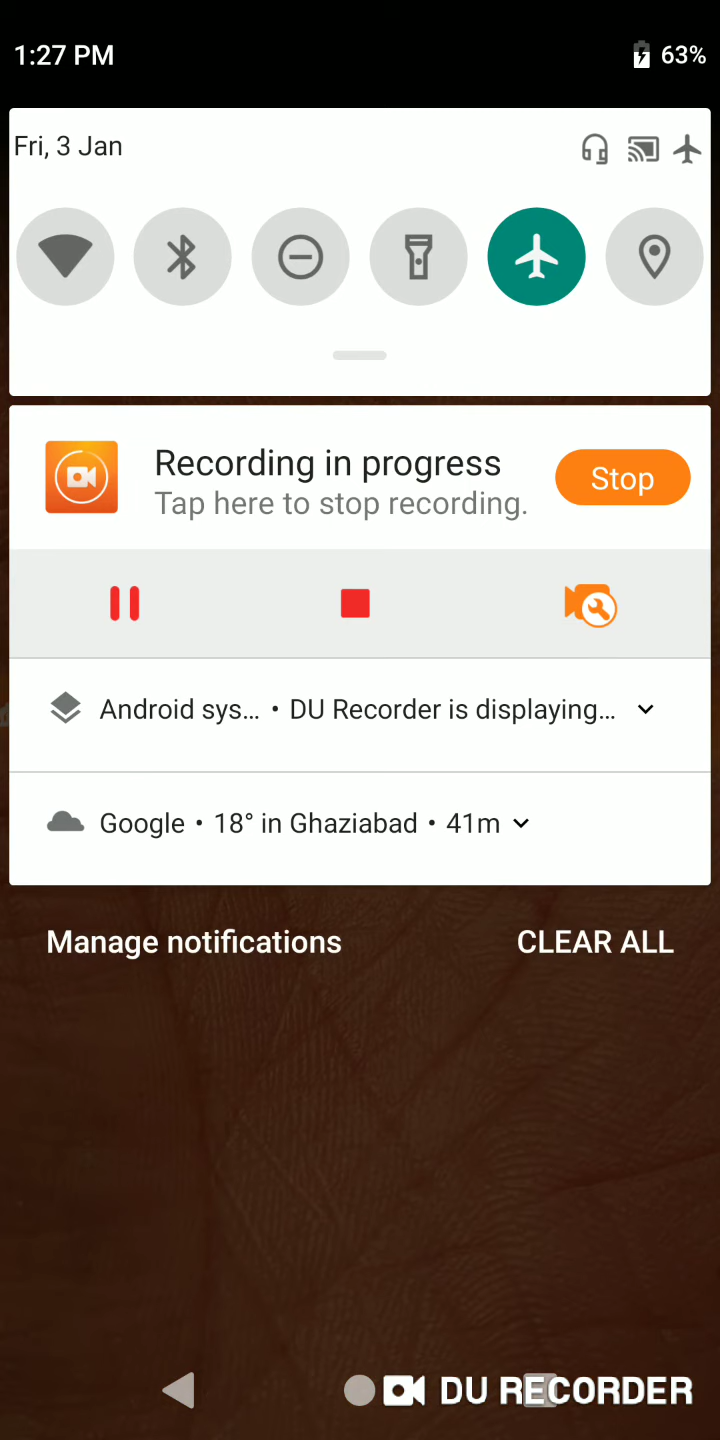 1:27 PM
63%
Fri, 3 Jan
Recording in progress
Tap here to stop recording.
Stop
Android sys… • DU Recorder is displaying…
Google • 18° in Ghaziabad • 41m
Manage notifications
CLEAR ALL
DU RECORDER